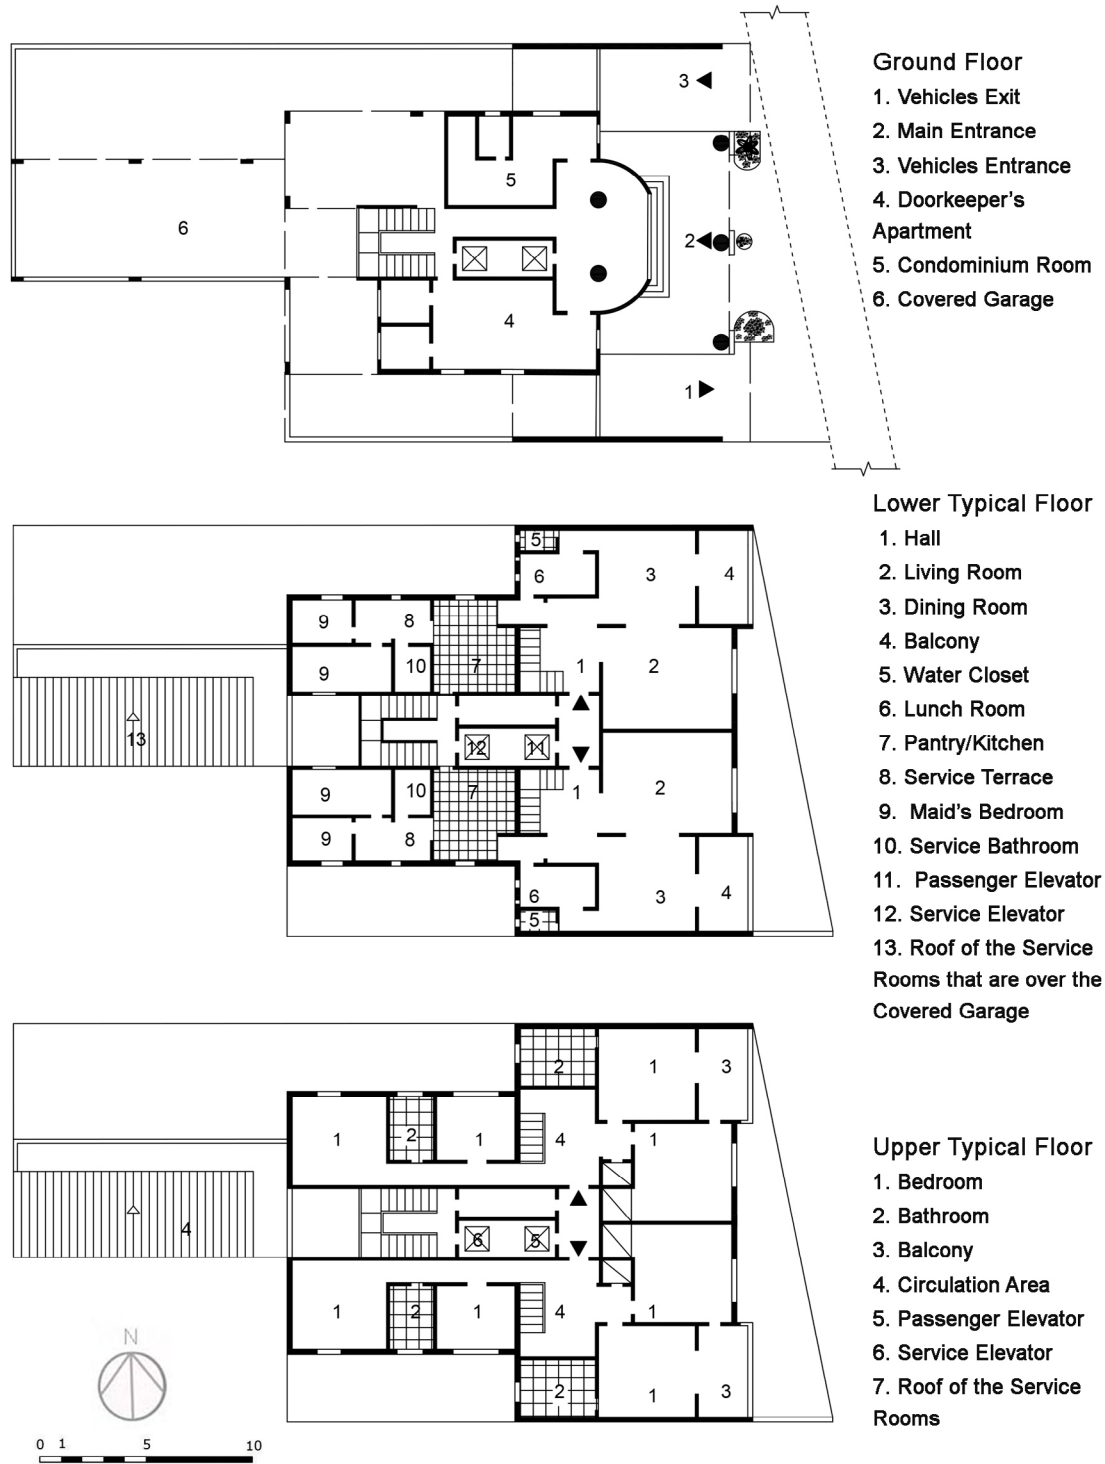 3
5
6
2
4
1
Ground Floor
1. Vehicles Exit
2. Main Entrance
3. Vehicles Entrance
4. Doorkeeper's
Apartment
5. Condominium Room
6. Covered Garage
5
6
3
4
9
8
9
10
7
1
2
13
12
11
9
10
7
1
2
9
8
6
3
4
5
Lower Typical Floor
1. Hall
2. Living Room
3. Dining Room
4. Balcony
5. Water Closet
6. Lunch Room
7. Pantry/Kitchen
8. Service Terrace
9. Maid's Bedroom
10. Service Bathroom
11. Passenger Elevator
12. Service Elevator
13. Roof of the Service
Rooms that are over the
Covered Garage
2
1
3
1
2
1
4
1
4
6
5
1
2
1
4
1
2
1
3
Upper Typical Floor
1. Bedroom
2. Bathroom
3. Balcony
4. Circulation Area
5. Passenger Elevator
6. Service Elevator
7. Roof of the Service
Rooms
N
0 1 5 10